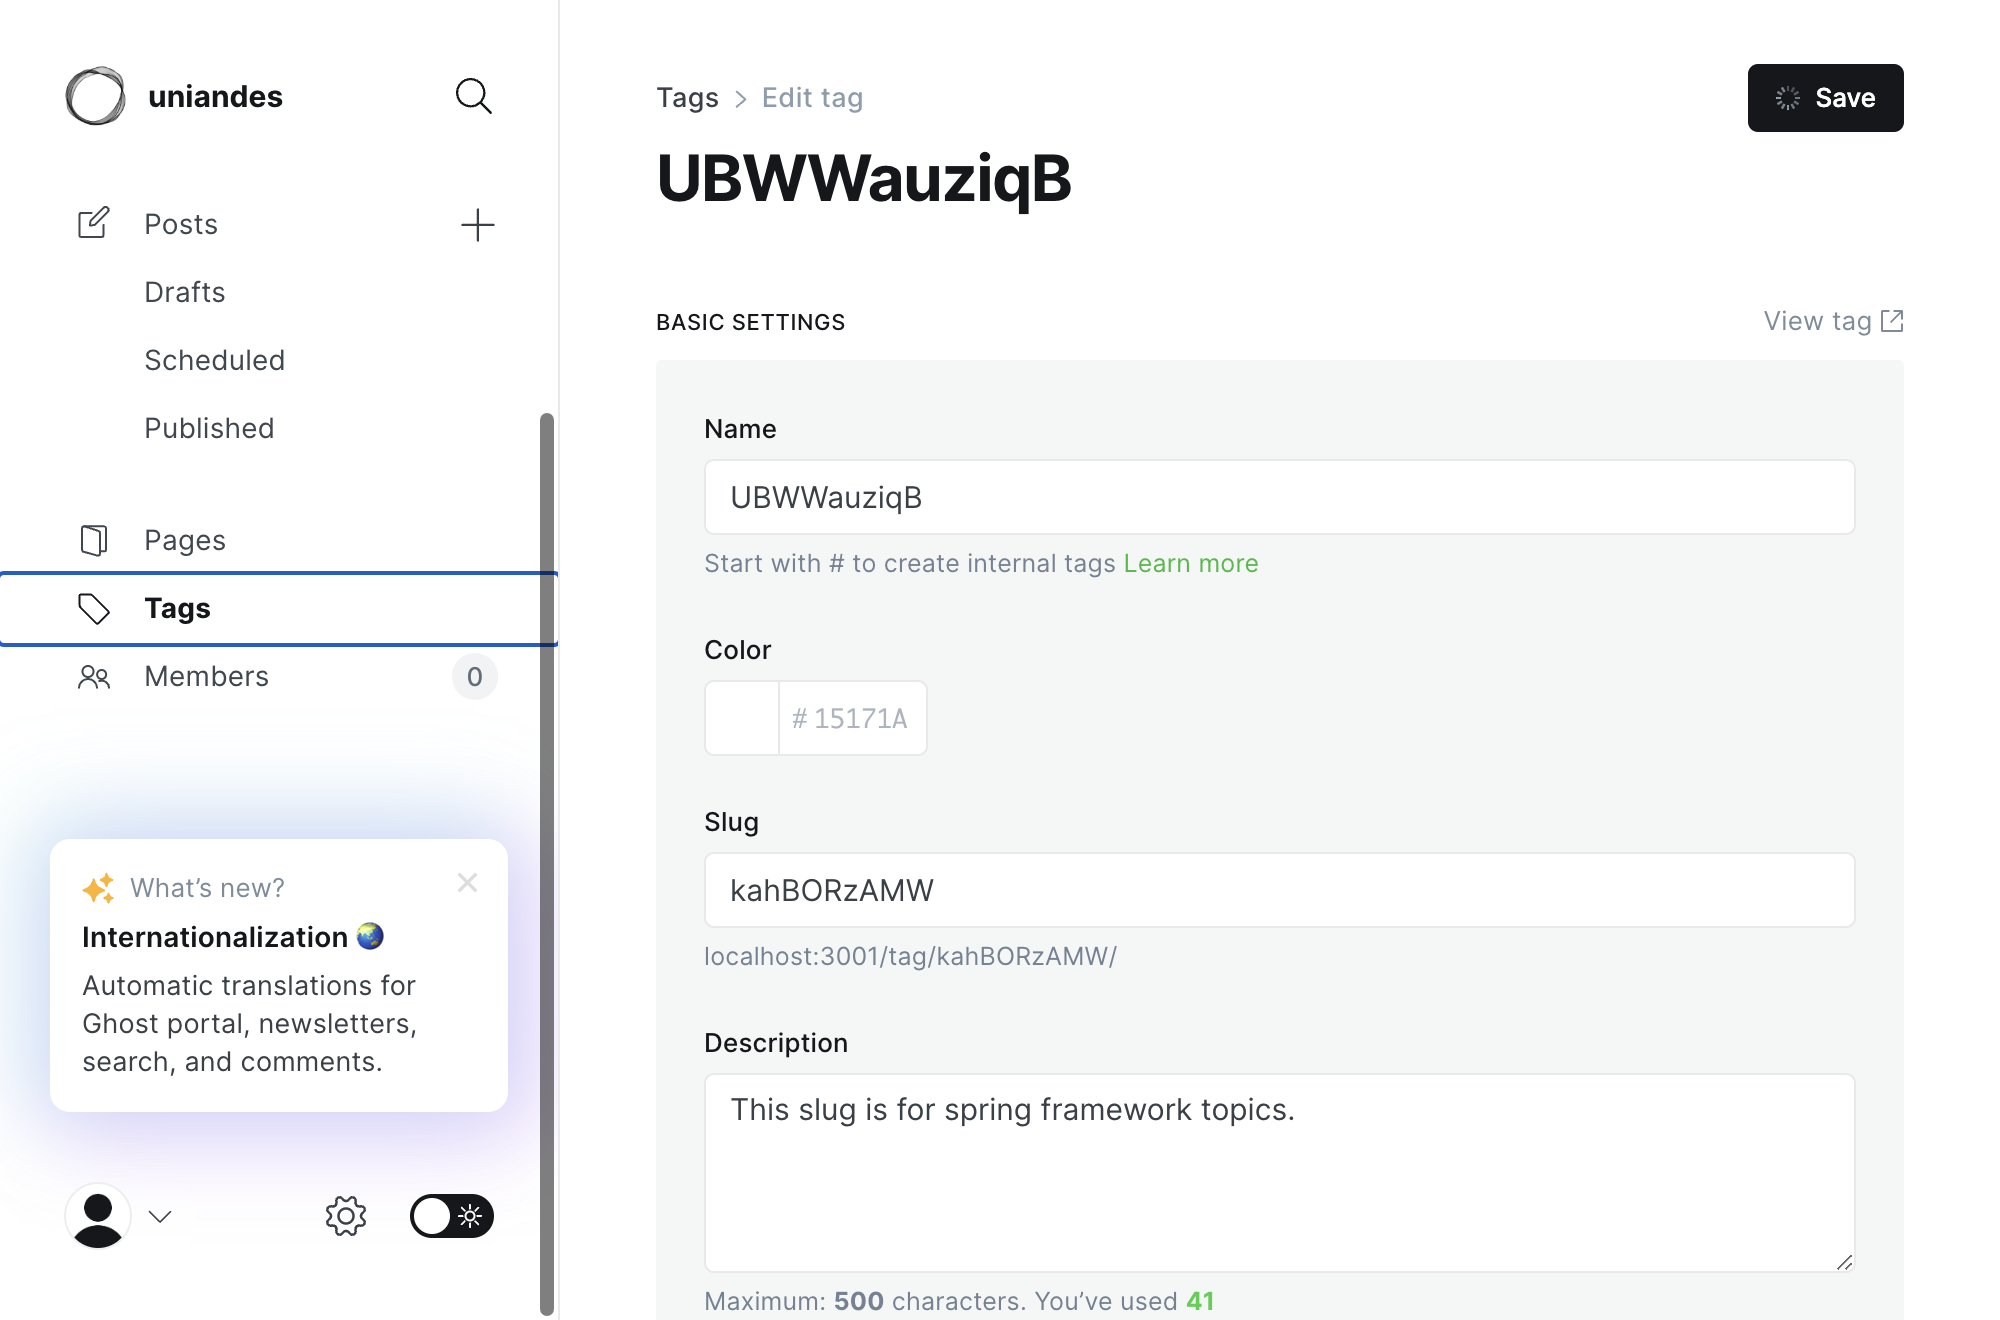 uniandes
Posts
Drafts
Scheduled
Published
Pages
Tags
Members 0
What’s new?
Internationalization
Automatic translations for
Ghost portal, newsletters,
search, and comments.
Tags > Edit tag
Save
UBWWauziqB
BASIC SETTINGS
View tag
Name
UBWWauziqB
Start with # to create internal tags Learn more
Color
# 15171A
Slug
kahBORzAMW
localhost:3001/tag/kahBORzAMW/
Description
This slug is for spring framework topics.
Maximum: 500 characters. You’ve used 41